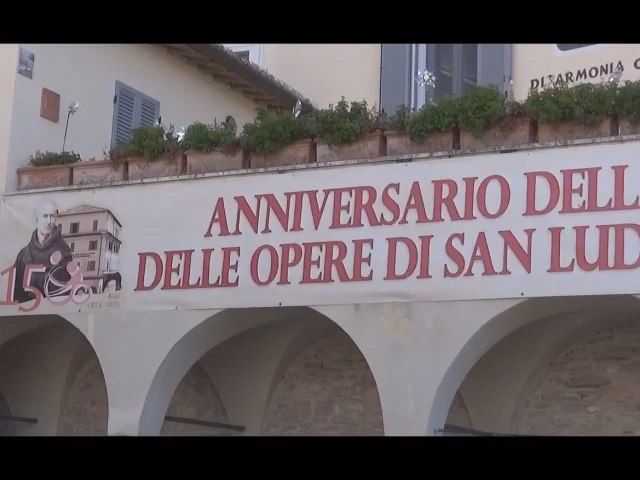 DI ARMONIA
ANNIVERSARIO DELL
DELLE OPERE DI SAN LUD
150